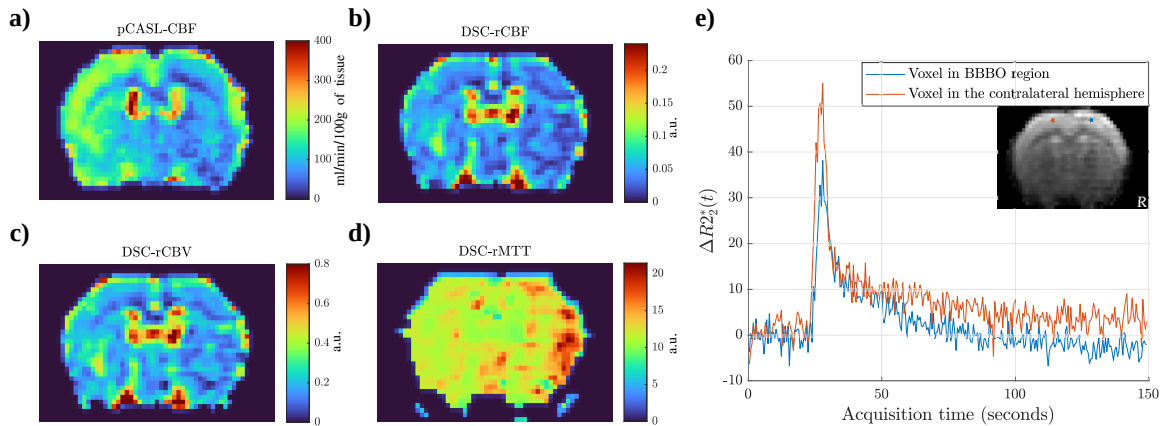 a)
pCASL-CBF
400
300
200
100
0
ml/min/100g of tissue
b)
DSC-rCBF
0.2
0.15
0.1
0.05
0
a.u.
c)
DSC-rCBV
0.8
0.6
0.4
0.2
0
a.u.
d)
DSC-rMTT
20
15
10
5
0
a.u.
e)
60
50
40
30
20
10
0
-10
ΔR2₂*(t)
Voxel in BBBO region
Voxel in the contralateral hemisphere
R
0
50
100
150
Acquisition time (seconds)